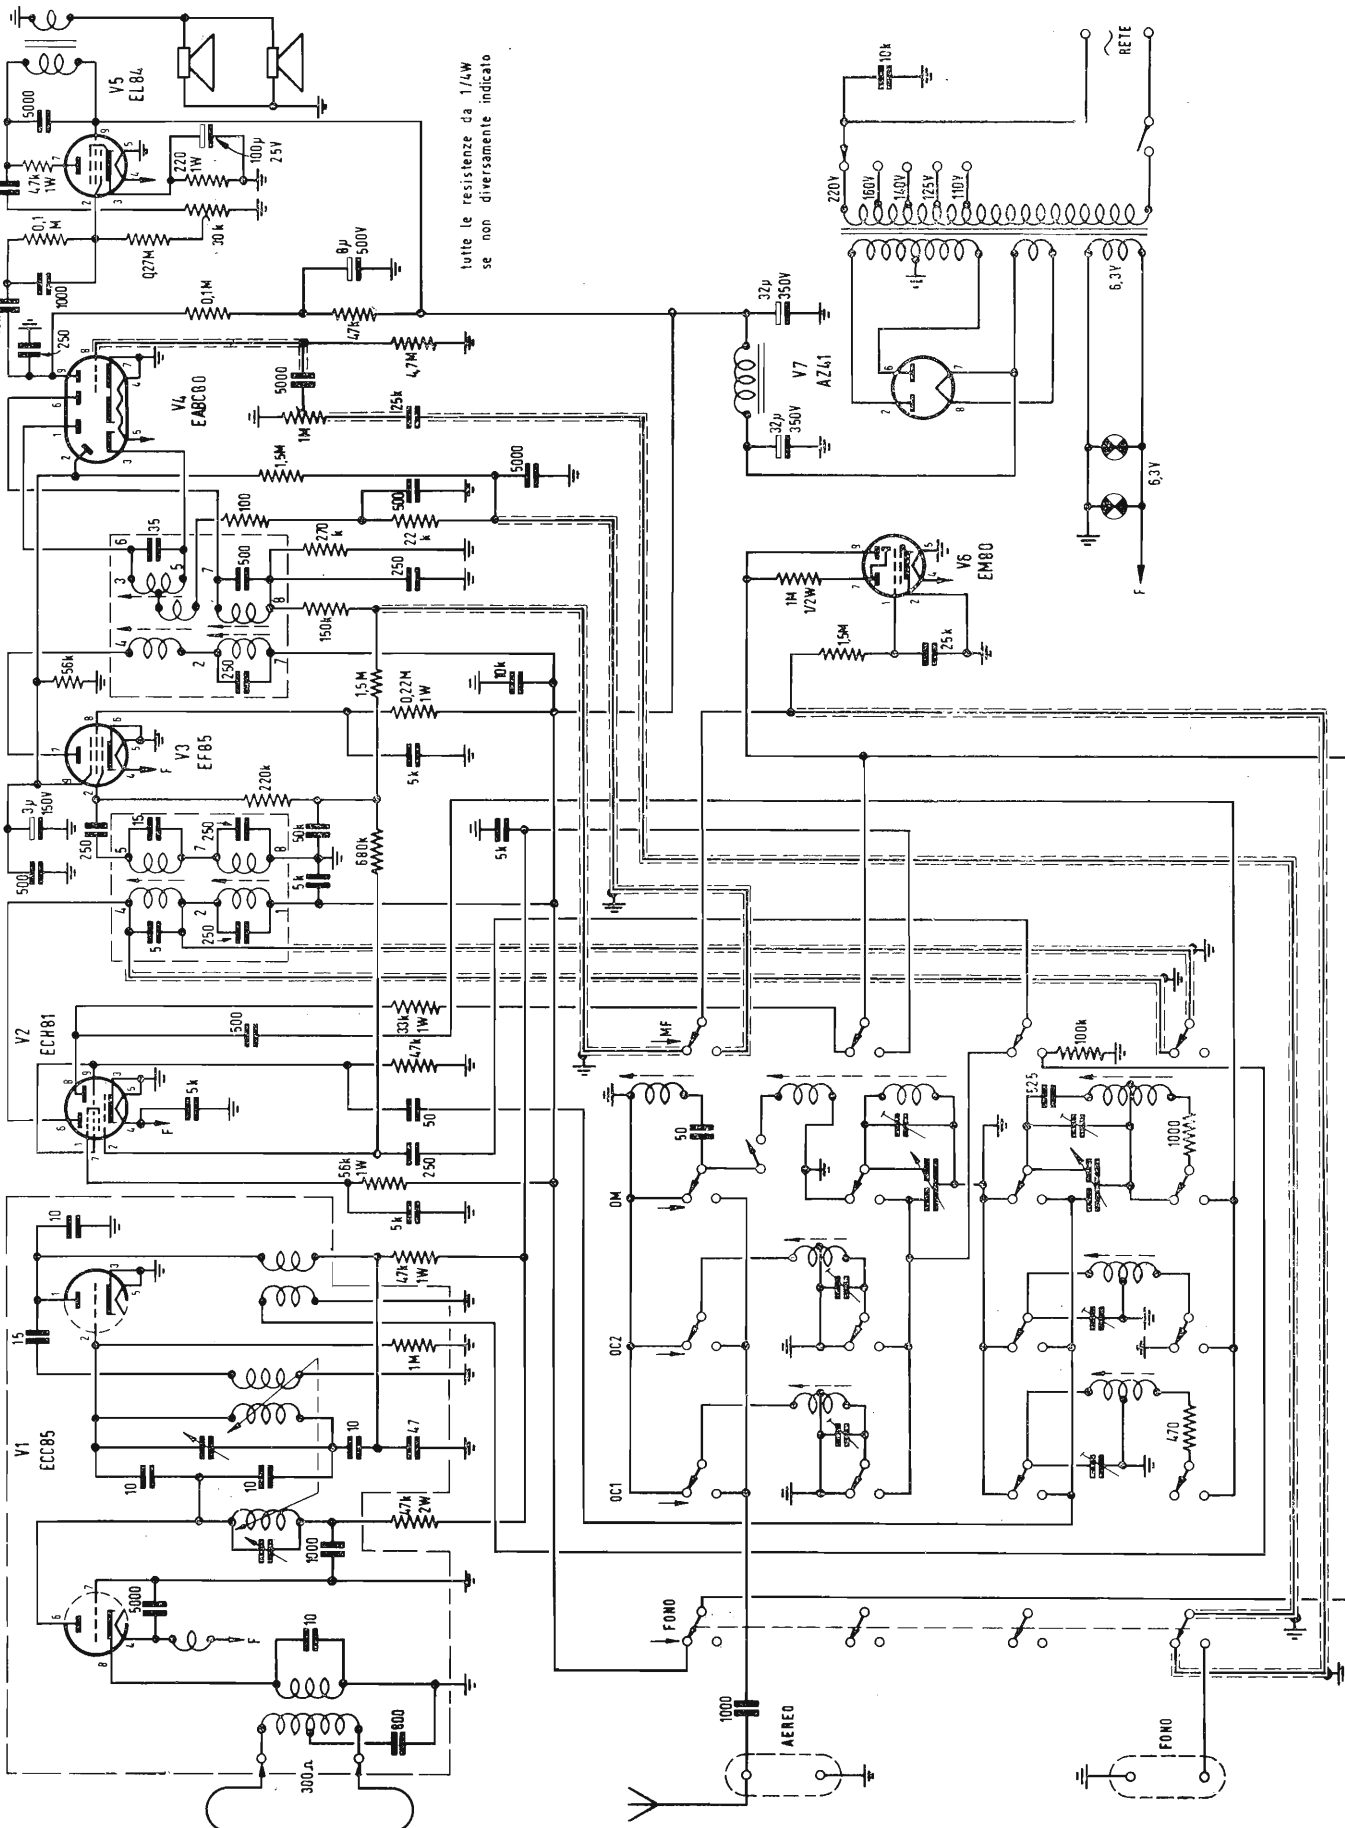 V1
ECC85
V2
ECH81
V3
EF85
V4
EABC80
V5
EL84
V6
EM80
V7
AZ41
tutte le resistenze da 1/4W
se non diversamente indicato
5000
47k
1W
220
1W
100µ
25V
0,1
M
0,27M
30k
1000
250
0,1M
8µ
500V
47k
5000
4,7M
1M
25k
1,5M
5000
35
100
500
500
22
k
270
k
250
150k
250
56k
1,5M
0,22M
1W
10k
5k
3µ
150V
500
250
15
250
220k
50k
5k
680k
5k
5
250
500
33k
1W
47k
5k
50
250
56k
1W
5k
10
15
47k
1W
1M
10
47
10
10
47k
2W
1000
5000
10
800
300Ω
F
F
F
32µ
350V
32µ
350V
220V
160V
140V
125V
110V
10k
RETE
6,3V
6,3V
F
1M
1/2W
1,5M
25k
MF
OM
OC2
OC1
FONO
50
100k
525
1000
470
1000
AEREO
FONO